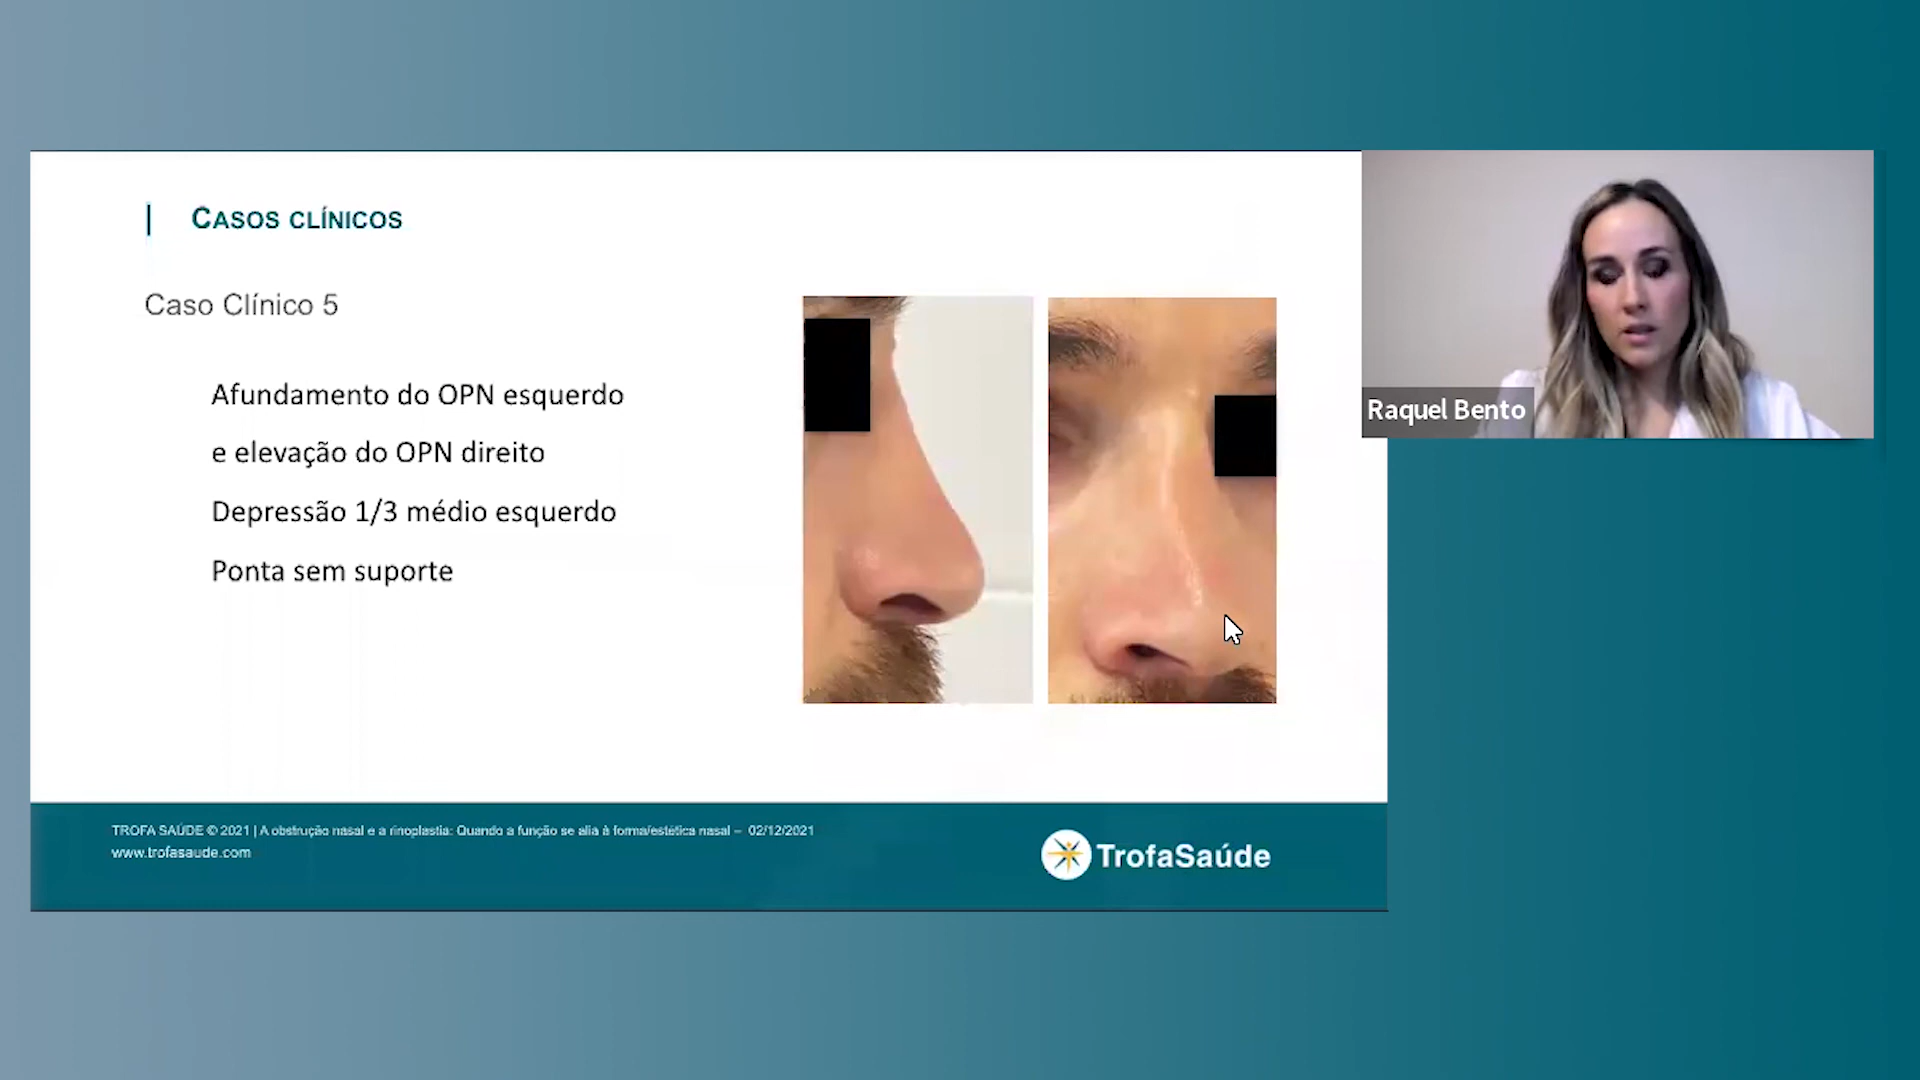 CASOS CLÍNICOS
Caso Clínico 5
Afundamento do OPN esquerdo
e elevação do OPN direito
Depressão 1/3 médio esquerdo
Ponta sem suporte
Raquel Bento
TROFA SAÚDE © 2021 | A obstrução nasal e a rinoplastia: Quando a função se alia à forma/estética nasal – 02/12/2021
www.trofasaude.com
TrofaSaúde